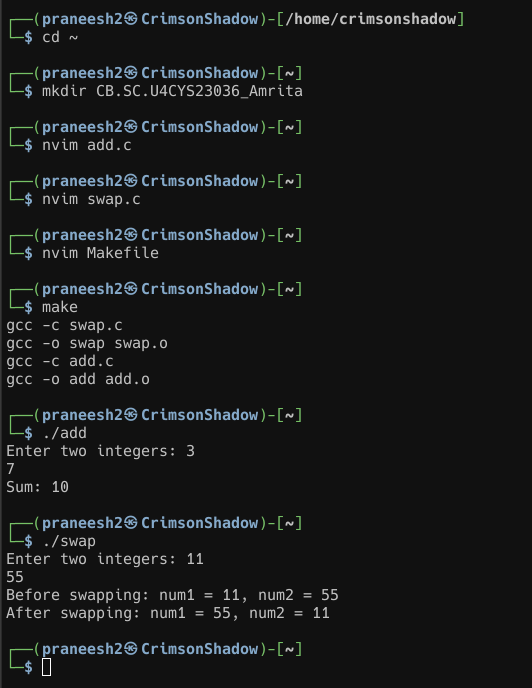 ┌──(praneesh2㉿CrimsonShadow)-[/home/crimsonshadow]
└─$ cd ~
┌──(praneesh2㉿CrimsonShadow)-[~]
└─$ mkdir CB.SC.U4CYS23036_Amrita
┌──(praneesh2㉿CrimsonShadow)-[~]
└─$ nvim add.c
┌──(praneesh2㉿CrimsonShadow)-[~]
└─$ nvim swap.c
┌──(praneesh2㉿CrimsonShadow)-[~]
└─$ nvim Makefile
┌──(praneesh2㉿CrimsonShadow)-[~]
└─$ make
gcc -c swap.c
gcc -o swap swap.o
gcc -c add.c
gcc -o add add.o
┌──(praneesh2㉿CrimsonShadow)-[~]
└─$ ./add
Enter two integers: 3
7
Sum: 10
┌──(praneesh2㉿CrimsonShadow)-[~]
└─$ ./swap
Enter two integers: 11
55
Before swapping: num1 = 11, num2 = 55
After swapping: num1 = 55, num2 = 11
┌──(praneesh2㉿CrimsonShadow)-[~]
└─$